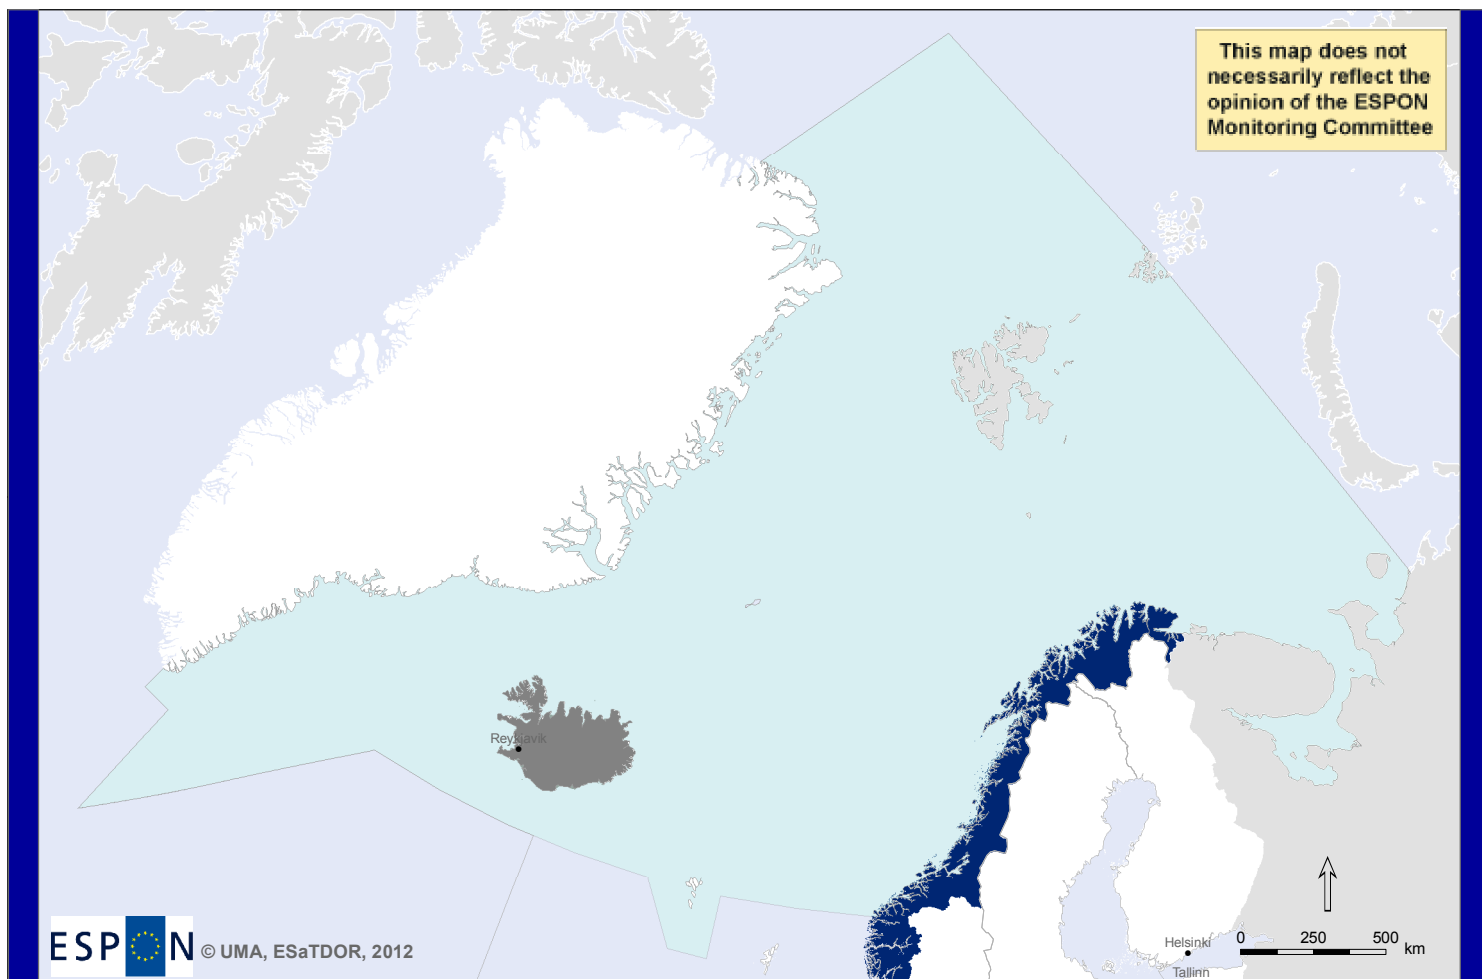 This map does not
necessarily reflect the
opinion of the ESPON
Monitoring Committee
Reykjavik
ESPON © UMA, ESaTDOR, 2012
Helsinki
Tallinn
0 250 500 km